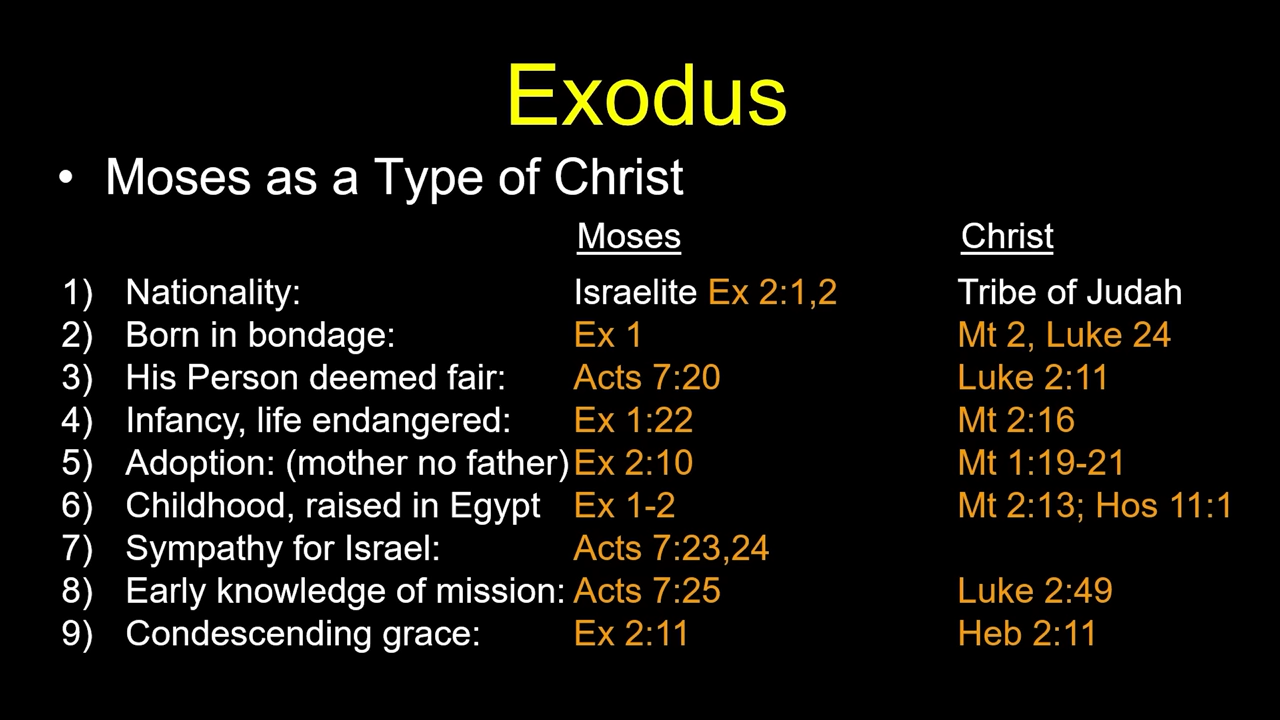 Exodus
• Moses as a Type of Christ
Moses Christ
1) Nationality: Israelite Ex 2:1,2 Tribe of Judah
2) Born in bondage: Ex 1 Mt 2, Luke 24
3) His Person deemed fair: Acts 7:20 Luke 2:11
4) Infancy, life endangered: Ex 1:22 Mt 2:16
5) Adoption: (mother no father) Ex 2:10 Mt 1:19-21
6) Childhood, raised in Egypt Ex 1-2 Mt 2:13; Hos 11:1
7) Sympathy for Israel: Acts 7:23,24
8) Early knowledge of mission: Acts 7:25 Luke 2:49
9) Condescending grace: Ex 2:11 Heb 2:11